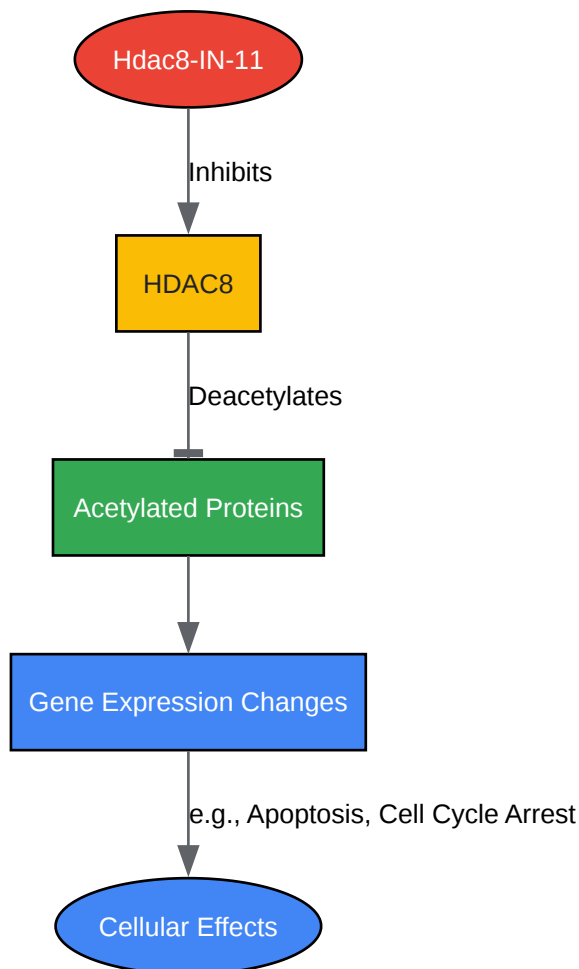 Hdac8-IN-11
Inhibits
HDAC8
Deacetylates
Acetylated Proteins
Gene Expression Changes
e.g., Apoptosis, Cell Cycle Arrest
Cellular Effects